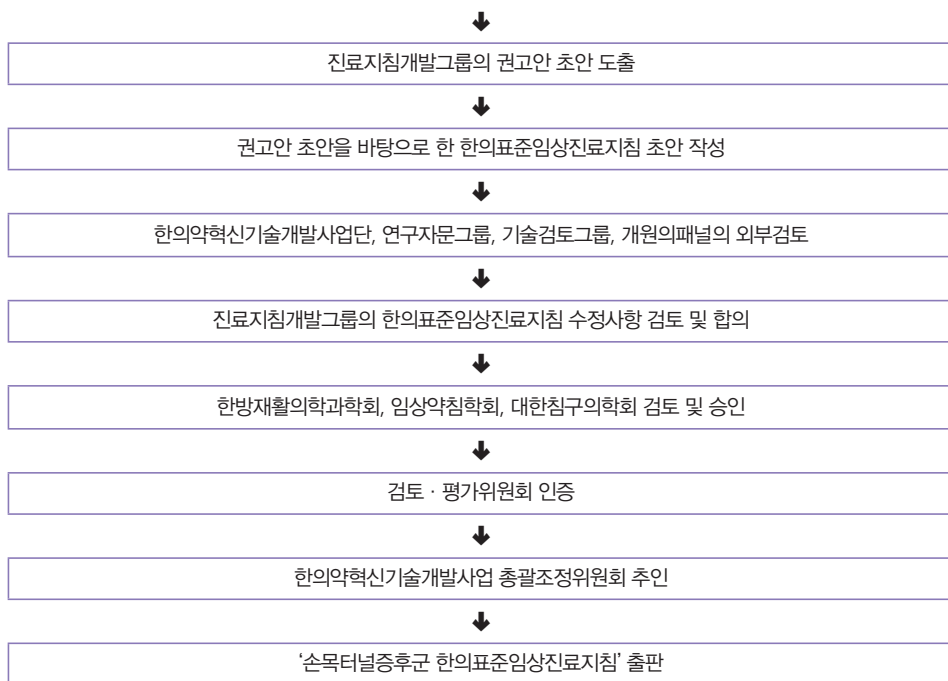 진료지침개발그룹의 권고안 초안 도출
권고안 초안을 바탕으로 한 한의표준임상진료지침 초안 작성
한의약혁신기술개발사업단, 연구자문그룹, 기술검토그룹, 개원의패널의 외부검토
진료지침개발그룹의 한의표준임상진료지침 수정사항 검토 및 합의
한방재활의학과학회, 임상약침학회, 대한침구의학회 검토 및 승인
검토 · 평가위원회 인증
한의약혁신기술개발사업 총괄조정위원회 추인
‘손목터널증후군 한의표준임상진료지침’ 출판